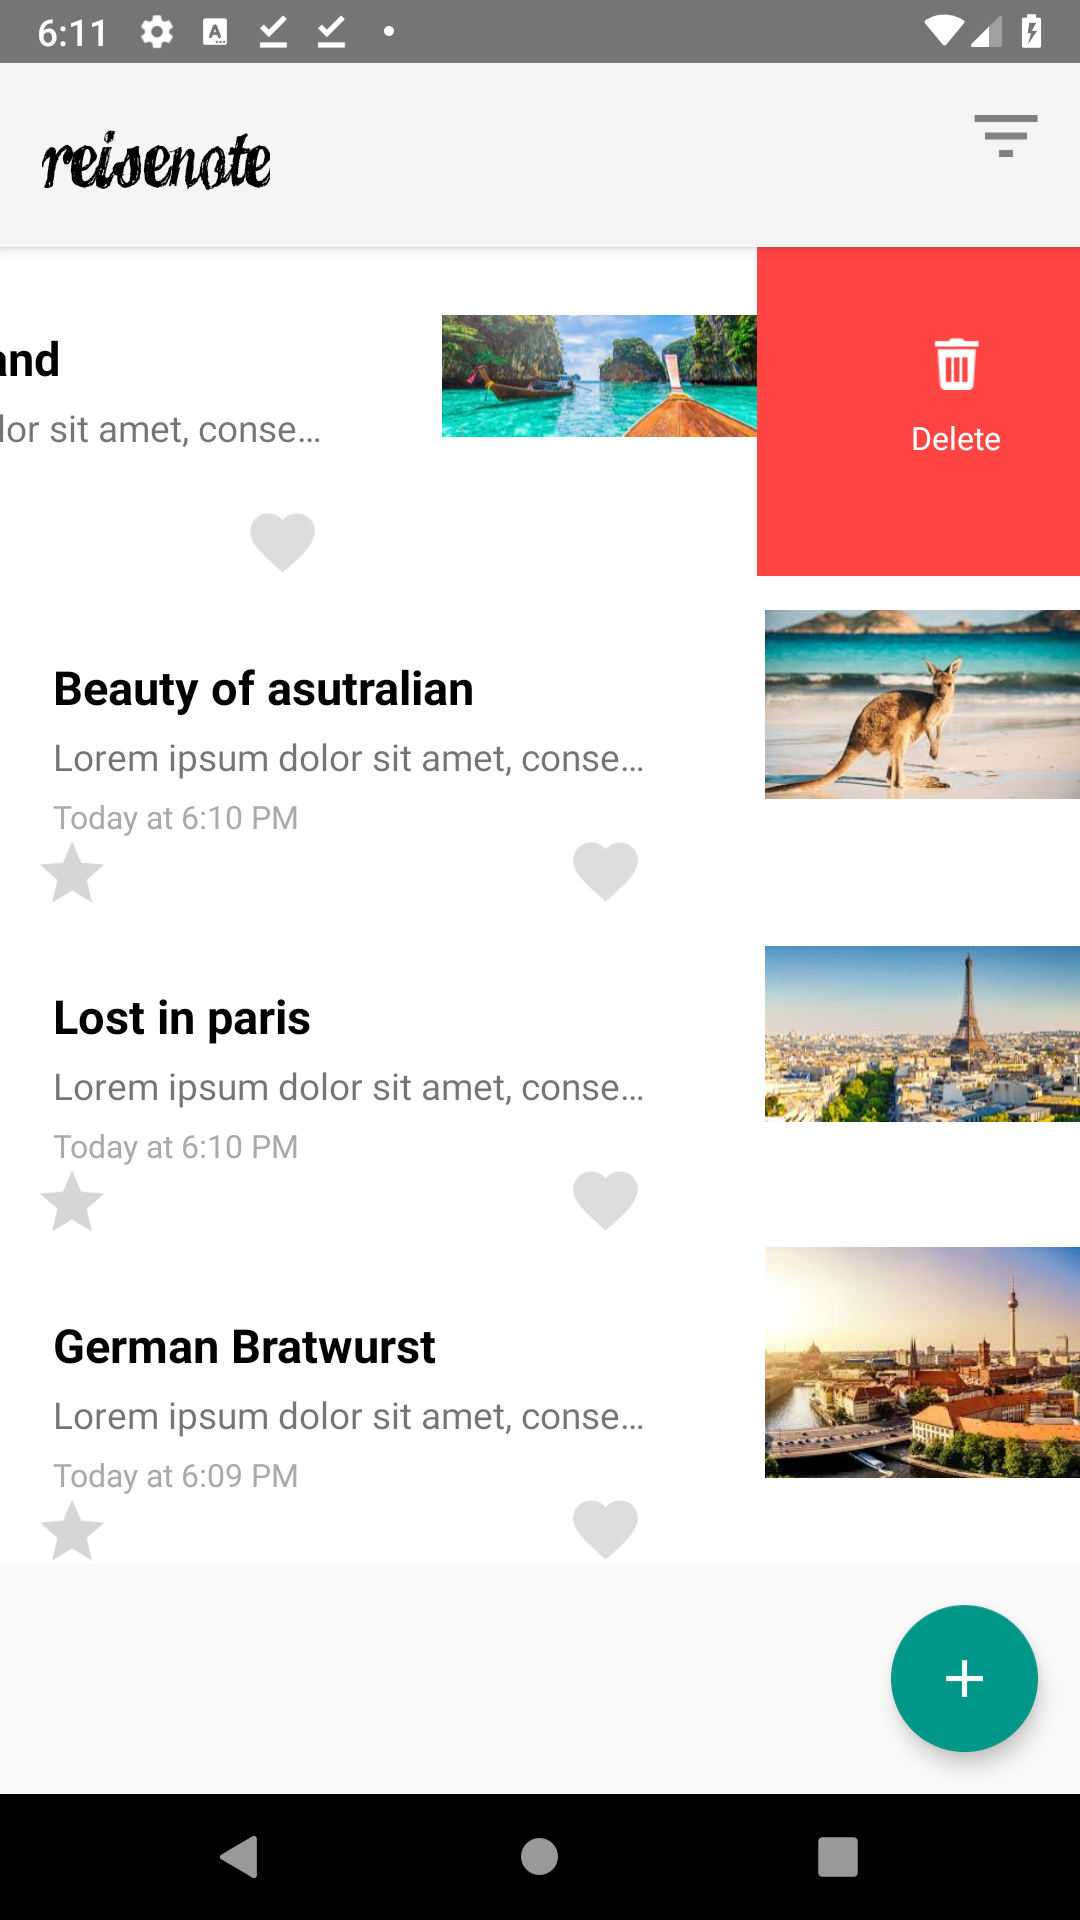 6:11
reisenote
and
dolor sit amet, conse...
Delete
Beauty of asutralian
Lorem ipsum dolor sit amet, conse...
Today at 6:10 PM
Lost in paris
Lorem ipsum dolor sit amet, conse...
Today at 6:10 PM
German Bratwurst
Lorem ipsum dolor sit amet, conse...
Today at 6:09 PM